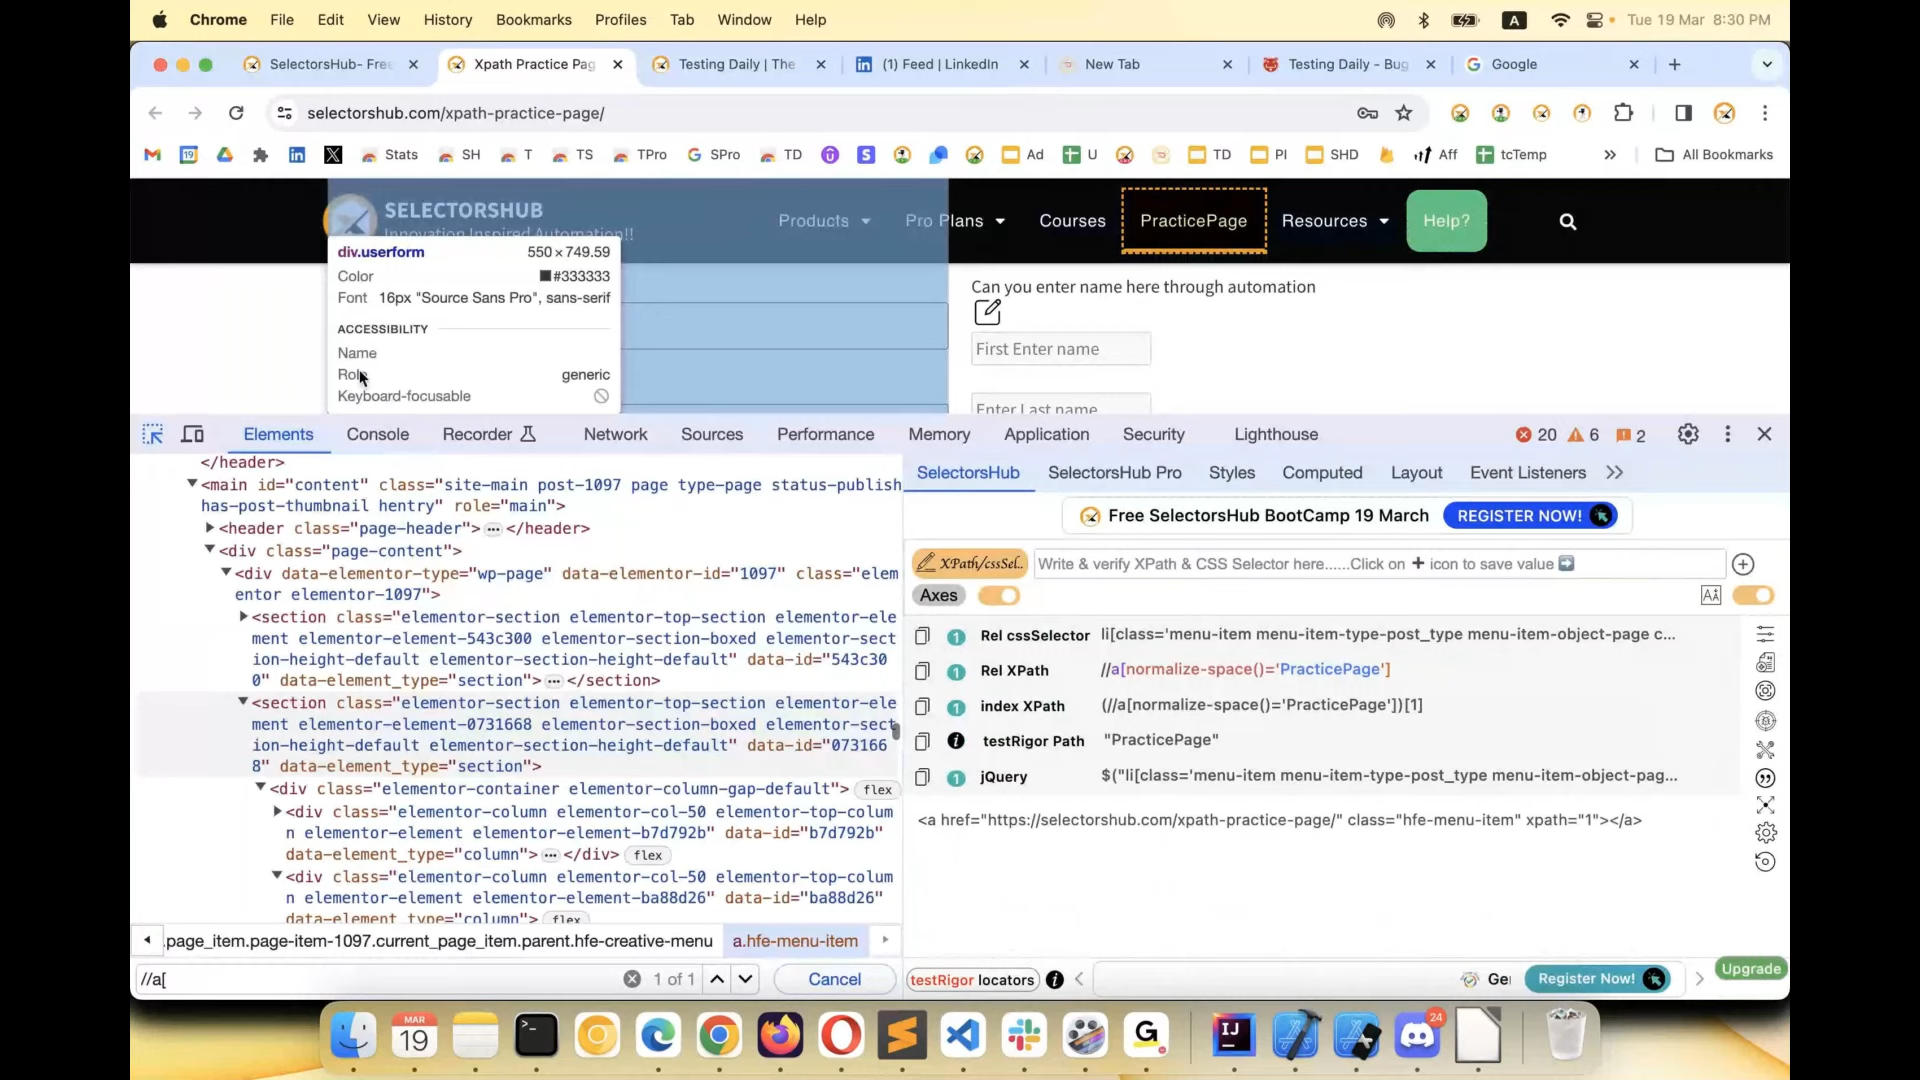 Chrome File Edit View History Bookmarks Profiles Tab Window Help
A Tue 19 Mar 8:30 PM
SelectorsHub- Free
Xpath Practice Pag
Testing Daily | The
(1) Feed | LinkedIn
New Tab
Testing Daily - Bug
Google
selectorshub.com/xpath-practice-page/
19 Stats SH T TS TPro SPro TD Ad U TD PI SHD Aff tcTemp All Bookmarks
SELECTORSHUB
Innovation Inspired Automation!!
Products Pro Plans Courses PracticePage Resources Help?
div.userform 550 × 749.59
Color #333333
Font 16px "Source Sans Pro", sans-serif
ACCESSIBILITY
Name
Role generic
Keyboard-focusable
Can you enter name here through automation
First Enter name
Enter Last name
Elements Console Recorder Network Sources Performance Memory Application Security Lighthouse 20 6 2
</header>
<main id="content" class="site-main post-1097 page type-page status-publish
has-post-thumbnail hentry" role="main">
<header class="page-header"> ••• </header>
<div class="page-content">
<div data-elementor-type="wp-page" data-elementor-id="1097" class="elem
entor elementor-1097">
<section class="elementor-section elementor-top-section elementor-ele
ment elementor-element-543c300 elementor-section-boxed elementor-sect
ion-height-default elementor-section-height-default" data-id="543c30
0" data-element_type="section"> ••• </section>
<section class="elementor-section elementor-top-section elementor-ele
ment elementor-element-0731668 elementor-section-boxed elementor-sect
ion-height-default elementor-section-height-default" data-id="073166
8" data-element_type="section">
<div class="elementor-container elementor-column-gap-default"> flex
<div class="elementor-column elementor-col-50 elementor-top-colum
n elementor-element elementor-element-b7d792b" data-id="b7d792b"
data-element_type="column"> ••• </div> flex
<div class="elementor-column elementor-col-50 elementor-top-colum
n elementor-element elementor-element-ba88d26" data-id="ba88d26"
data-element_type="column"> flex
.page_item.page-item-1097.current_page_item.parent.hfe-creative-menu a.hfe-menu-item
//a[ 1 of 1 Cancel
SelectorsHub SelectorsHub Pro Styles Computed Layout Event Listeners
Free SelectorsHub BootCamp 19 March REGISTER NOW!
XPath/cssSel.. Write & verify XPath & CSS Selector here......Click on + icon to save value
Axes
1 Rel cssSelector li[class='menu-item menu-item-type-post_type menu-item-object-page c...
1 Rel XPath //a[normalize-space()='PracticePage']
1 index XPath (//a[normalize-space()='PracticePage'])[1]
testRigor Path "PracticePage"
1 jQuery $("li[class='menu-item menu-item-type-post_type menu-item-object-pag...
<a href="https://selectorshub.com/xpath-practice-page/" class="hfe-menu-item" xpath="1"></a>
testRigor locators Ge Register Now! Upgrade
MAR
19
IJ
24